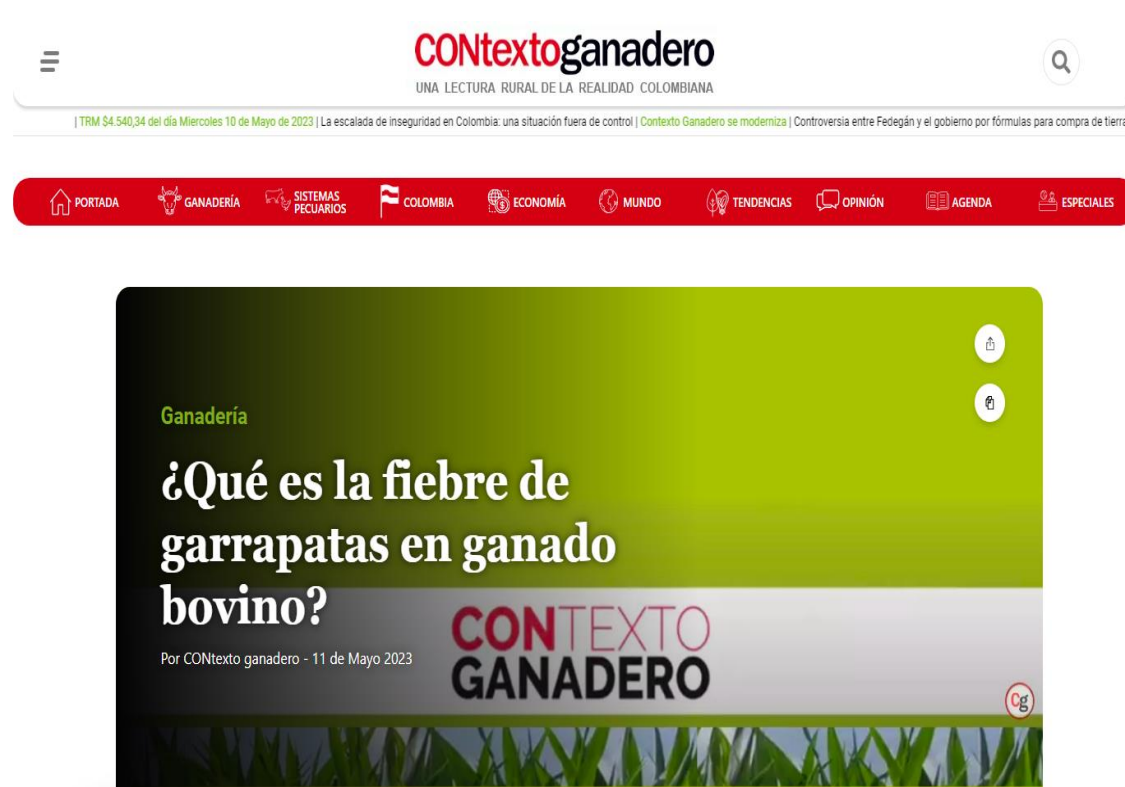 CONtextoganadero
UNA LECTURA RURAL DE LA REALIDAD COLOMBIANA
| TRM $4.540,34 del día Miercoles 10 de Mayo de 2023 | La escalada de inseguridad en Colombia: una situación fuera de control | Contexto Ganadero se moderniza | Controversia entre Fedegán y el gobierno por fórmulas para compra de tierra
PORTADA
GANADERÍA
SISTEMAS
PECUARIOS
COLOMBIA
ECONOMÍA
MUNDO
TENDENCIAS
OPINIÓN
AGENDA
ESPECIALES
Ganadería
¿Qué es la fiebre de
garrapatas en ganado
bovino?
Por CONtexto ganadero - 11 de Mayo 2023
CONTEXTO
GANADERO
Cg